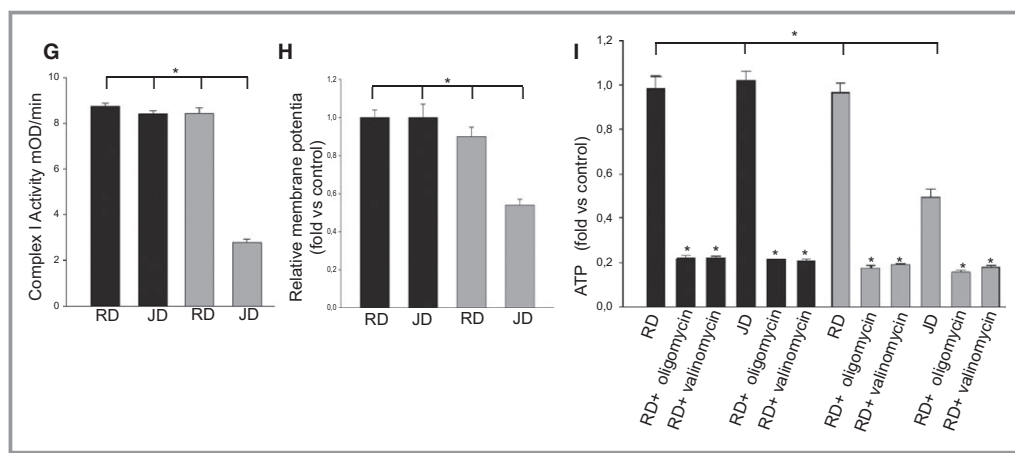 G
Complex I Activity mOD/min
10
8
6
4
2
0
*
RD JD RD JD
H
Relative membrane potentia
(fold vs control)
1,2
1,0
0,8
0,6
0,4
0,2
0,0
*
RD JD RD JD
I
ATP (fold vs control)
1,2
1,0
0,8
0,6
0,4
0,2
0,0
*
* * * * * * * *
RD
RD+ oligomycin
RD+ valinomycin
JD
RD+ oligomycin
RD+ valinomycin
RD
RD+ oligomycin
RD+ valinomycin
JD
RD+ oligomycin
RD+ valinomycin